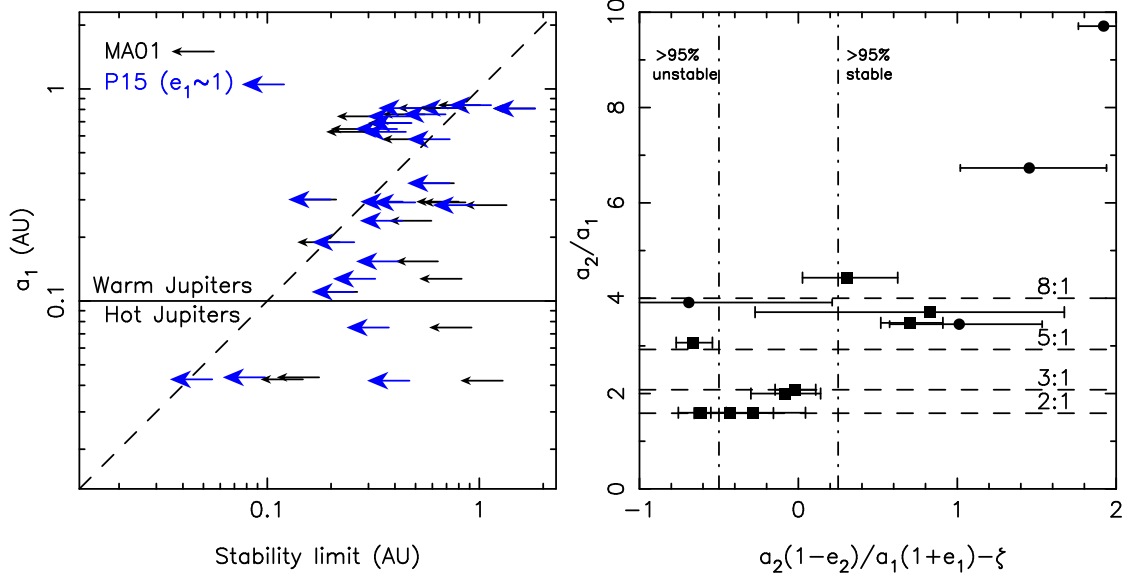 MA01
P15 (e₁~1)
Warm Jupiters
Hot Jupiters
a₁ (AU)
1
0.1
0.1
1
Stability limit (AU)
>95%
unstable
>95%
stable
8:1
5:1
3:1
2:1
a₂/a₁
10
8
6
4
2
0
-1
0
1
2
a₂(1−e₂)/a₁(1+e₁)−ζ